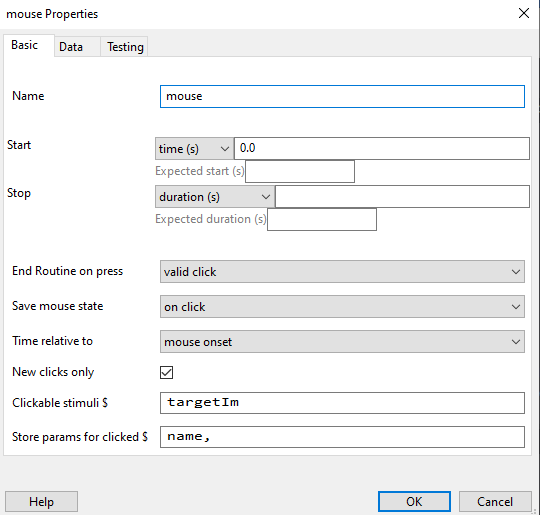 mouse Properties
Basic Data Testing
Name mouse
Start time (s) 0.0
Expected start (s)
Stop duration (s)
Expected duration (s)
End Routine on press valid click
Save mouse state on click
Time relative to mouse onset
New clicks only
Clickable stimuli $ targetIm
Store params for clicked $ name,
Help OK Cancel